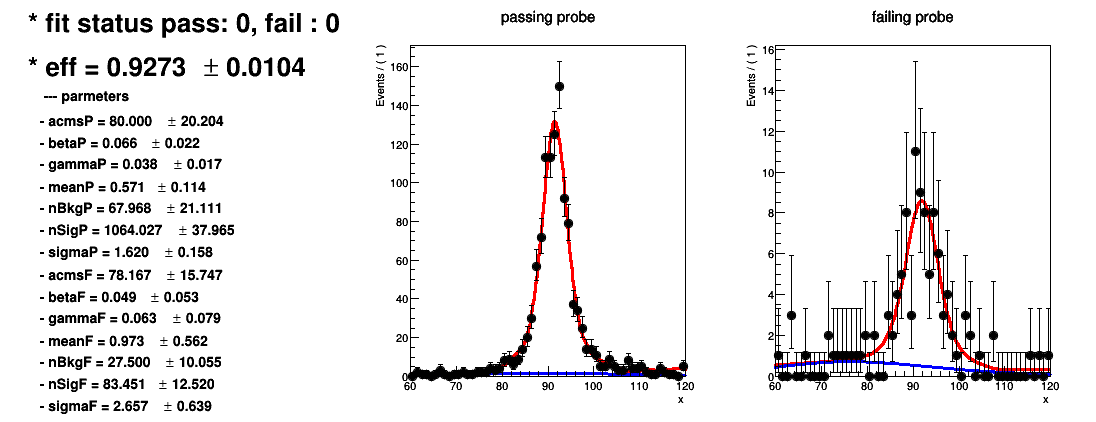 * fit status pass: 0, fail : 0
* eff = 0.9273 ± 0.0104
--- parmeters
- acmsP = 80.000 ± 20.204
- betaP = 0.066 ± 0.022
- gammaP = 0.038 ± 0.017
- meanP = 0.571 ± 0.114
- nBkgP = 67.968 ± 21.111
- nSigP = 1064.027 ± 37.965
- sigmaP = 1.620 ± 0.158
- acmsF = 78.167 ± 15.747
- betaF = 0.049 ± 0.053
- gammaF = 0.063 ± 0.079
- meanF = 0.973 ± 0.562
- nBkgF = 27.500 ± 10.055
- nSigF = 83.451 ± 12.520
- sigmaF = 2.657 ± 0.639
passing probe
Events / ( 1 )
160
140
120
100
80
60
40
20
0
60 70 80 90 100 110 120
x
failing probe
Events / ( 1 )
16
14
12
10
8
6
4
2
0
60 70 80 90 100 110 120
x